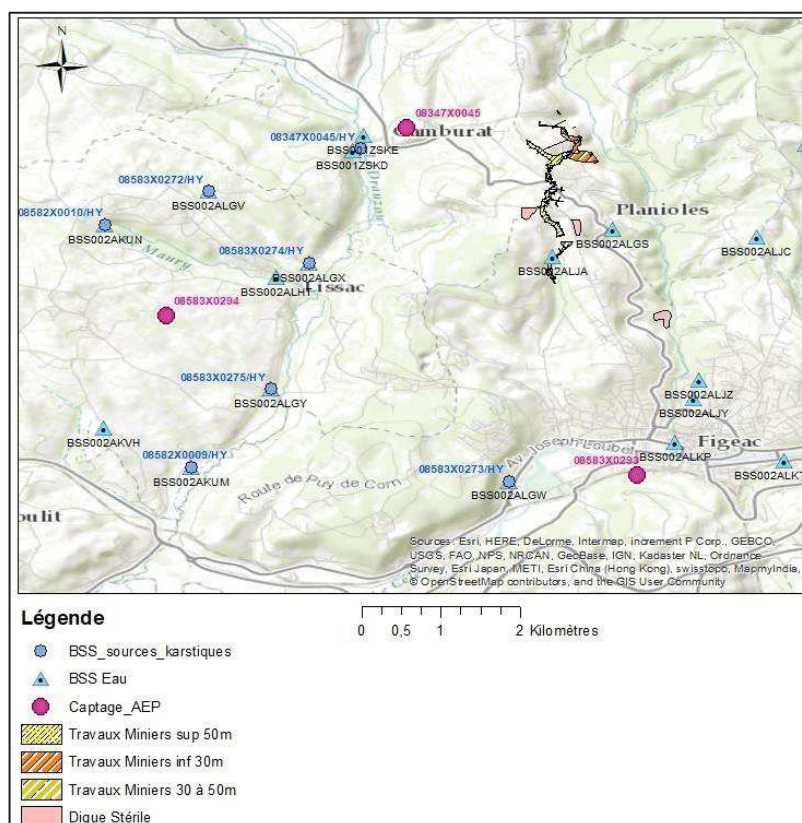 N
08347X0045
Camburat
08347X0045/HY
BSS001ZSKE
BSS001ZSKD
Drauzou
08583X0272/HY
BSS002ALGV
08582X0010/HY
BSS002AKUN
Planioles
BSS002ALGS
BSS002ALJC
08583X0274/HY
Maury
BSS002ALGX
BSS002ALHT
Lissac
BSS002ALJA
08583X0294
08583X0275/HY
BSS002ALGY
BSS002ALJZ
BSS002ALJY
BSS002AKVH
08582X0009/HY
BSS002AKUM
Av. Joseph Loubet
Figeac
BSS002ALKP
08583X0293
08583X0273/HY
BSS002ALGW
BSS002ALKT
Route de Puy de Corn
oulit
Sources: Esri, HERE, DeLorme, Intermap, increment P Corp., GEBCO,
USGS, FAO, NPS, NRCAN, GeoBase, IGN, Kadaster NL, Ordnance
Survey, Esri Japan, METI, Esri China (Hong Kong), swisstopo, MapmyIndia,
© OpenStreetMap contributors, and the GIS User Community
Légende
0 0,5 1 2 Kilomètres
BSS_sources_karstiques
BSS Eau
Captage_AEP
Travaux Miniers sup 50m
Travaux Miniers inf 30m
Travaux Miniers 30 à 50m
Digue Stérile